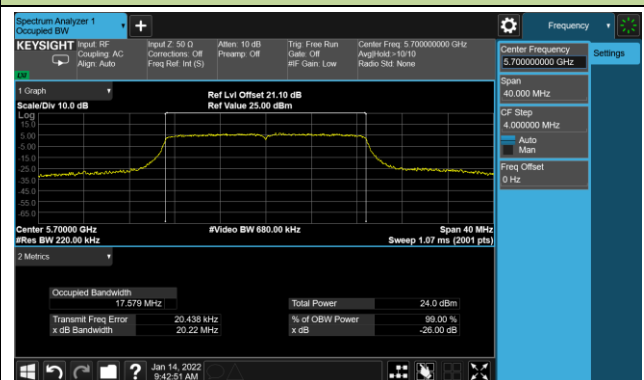 Spectrum Analyzer 1
Occupied BW
Frequency
KEYSIGHT
Input: RF
Coupling: AC
Align: Auto
Input Z: 50 Ω
Corrections: Off
Freq Ref: Int (S)
Atten: 10 dB
Preamp: Off
Trig: Free Run
Gate: Off
#IF Gain: Low
Center Freq: 5.700000000 GHz
Avg|Hold:>10/10
Radio Std: None
Center Frequency
5.700000000 GHz
Settings
Span
40.000 MHz
CF Step
4.000000 MHz
Auto
Man
Freq Offset
0 Hz
1 Graph
Scale/Div 10.0 dB
Ref Lvl Offset 21.10 dB
Ref Value 25.00 dBm
Log
15.0
5.00
-5.00
-15.0
-25.0
-35.0
-45.0
-55.0
-65.0
Center 5.70000 GHz
#Res BW 220.00 kHz
#Video BW 680.00 kHz
Span 40 MHz
Sweep 1.07 ms (2001 pts)
2 Metrics
Occupied Bandwidth
17.579 MHz
Total Power 24.0 dBm
Transmit Freq Error 20.438 kHz
% of OBW Power 99.00 %
x dB Bandwidth 20.22 MHz
x dB -26.00 dB
Jan 14, 2022
9:42:51 AM